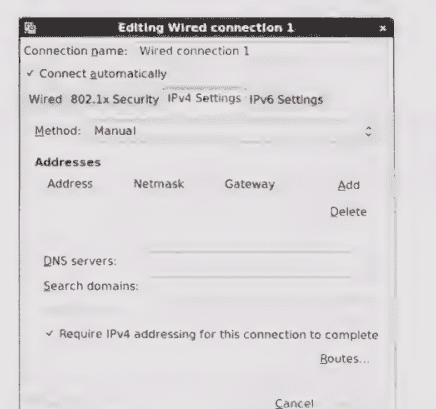 Editing Wired connection 1
Connection name: Wired connection 1
Connect automatically
Wired 802.1x Security IPv4 Settings IPv6 Settings
Method: Manual
Addresses
Address Netmask Gateway Add
Delete
DNS servers:
Search domains:
Require IPv4 addressing for this connection to complete
Routes...
Cancel